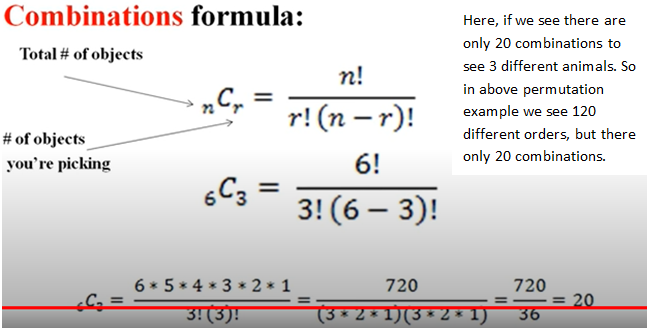 Combinations formula:
Total # of objects
nCr = n! / r! (n − r)!
# of objects
you're picking
6C3 = 6! / 3! (6 − 3)!
6C3 = 6 * 5 * 4 * 3 * 2 * 1 / 3! (3)! = 720 / (3 * 2 * 1)(3 * 2 * 1) = 720 / 36 = 20
Here, if we see there are
only 20 combinations to
see 3 different animals. So
in above permutation
example we see 120
different orders, but there
only 20 combinations.